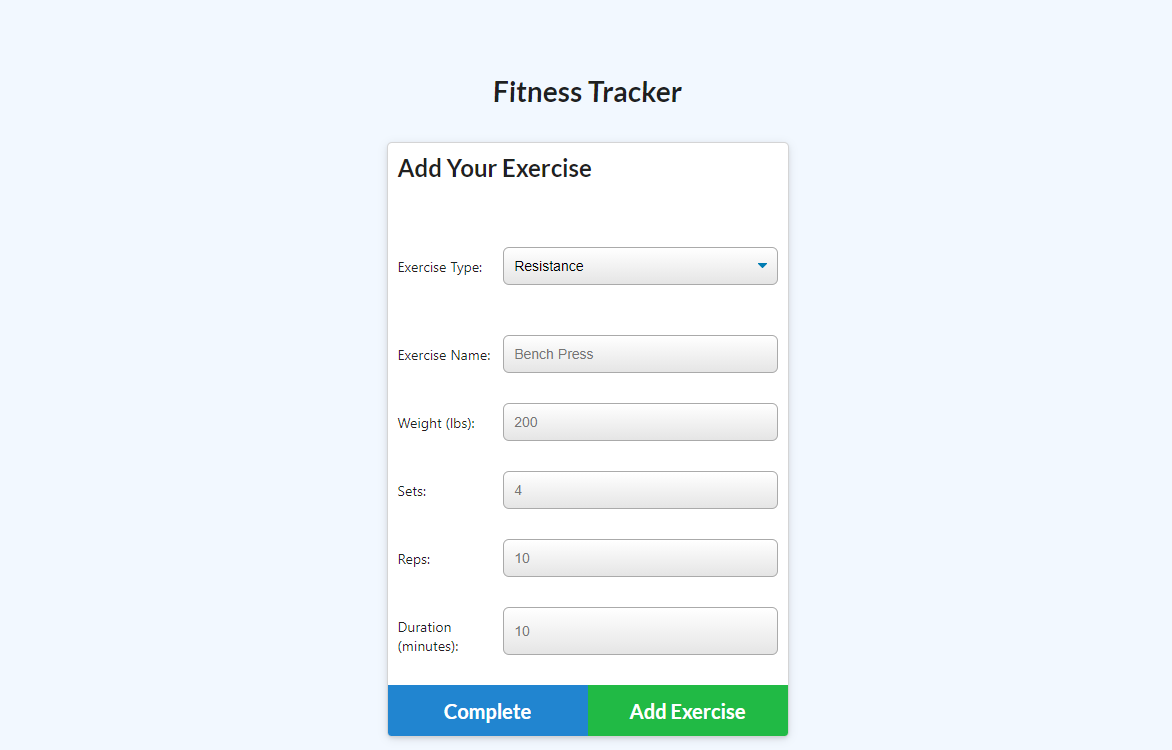 Fitness Tracker
Add Your Exercise
Exercise Type: Resistance
Exercise Name: Bench Press
Weight (lbs): 200
Sets: 4
Reps: 10
Duration
(minutes): 10
Complete Add Exercise